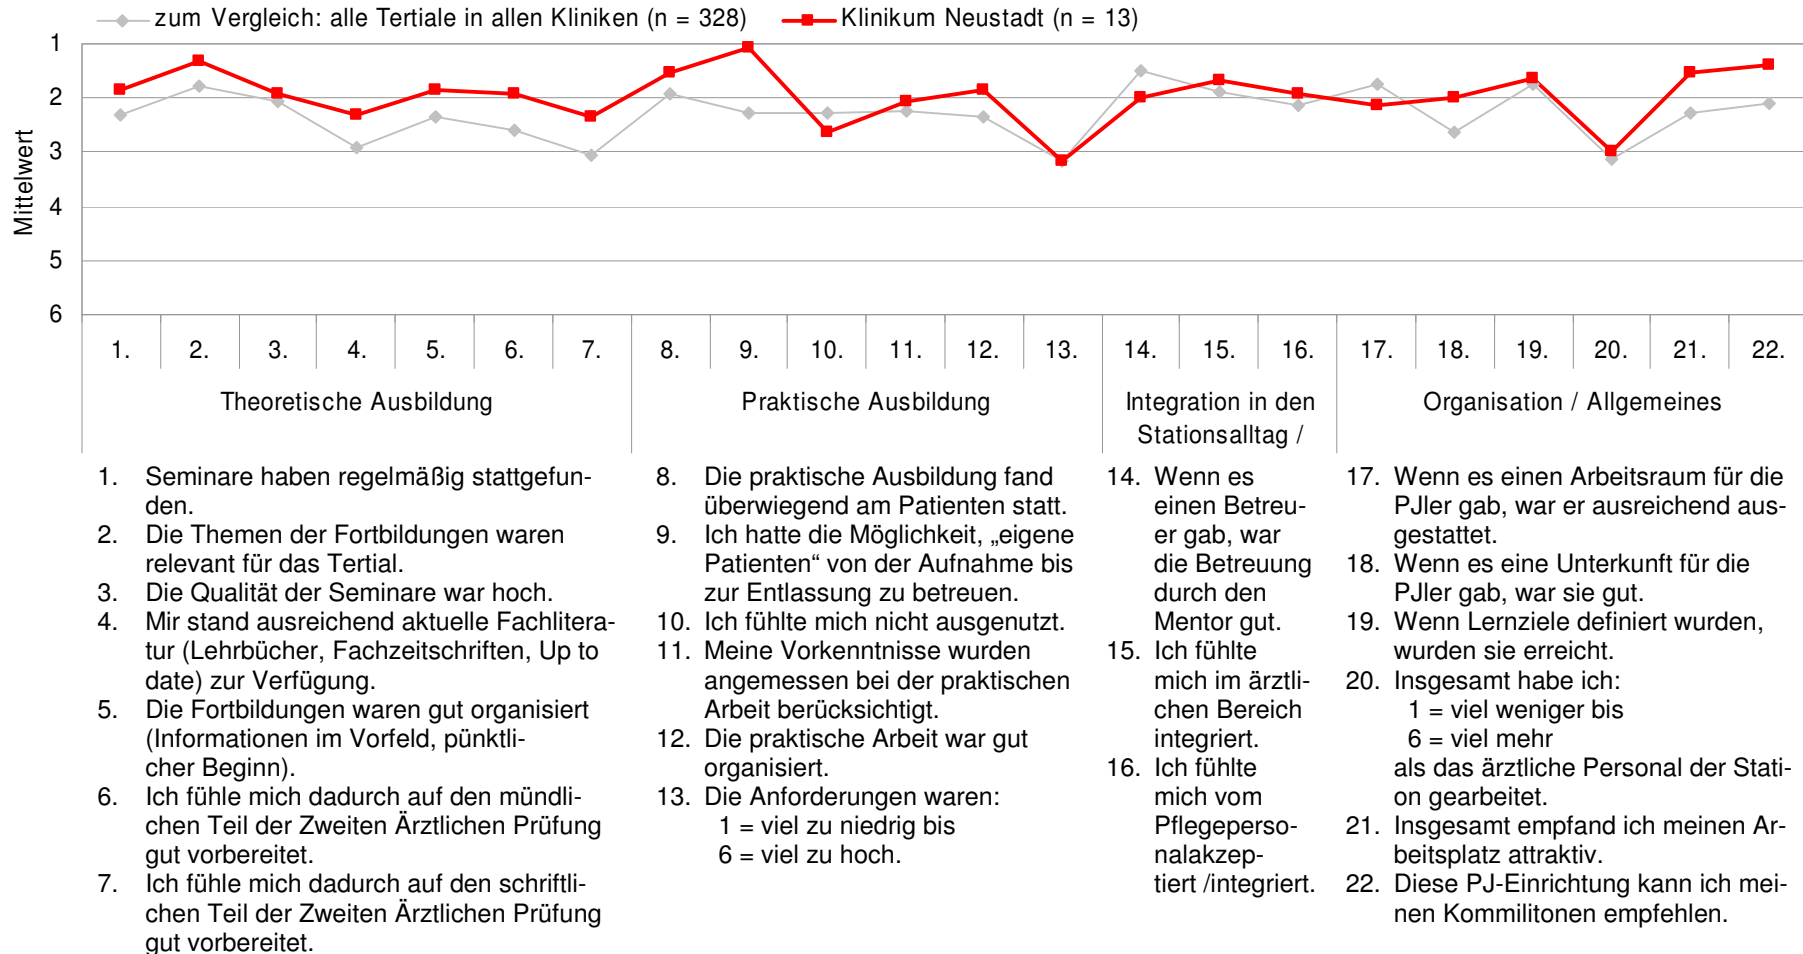 zum Vergleich: alle Tertiale in allen Kliniken (n = 328)
Klinikum Neustadt (n = 13)
Mittelwert
1
2
3
4
5
6
1. 2. 3. 4. 5. 6. 7. 8. 9. 10. 11. 12. 13. 14. 15. 16. 17. 18. 19. 20. 21. 22.
Theoretische Ausbildung
Praktische Ausbildung
Integration in den
Stationsalltag /
Organisation / Allgemeines
1. Seminare haben regelmäßig stattgefun-
den.
2. Die Themen der Fortbildungen waren
relevant für das Tertial.
3. Die Qualität der Seminare war hoch.
4. Mir stand ausreichend aktuelle Fachlitera-
tur (Lehrbücher, Fachzeitschriften, Up to
date) zur Verfügung.
5. Die Fortbildungen waren gut organisiert
(Informationen im Vorfeld, pünktli-
cher Beginn).
6. Ich fühle mich dadurch auf den mündli-
chen Teil der Zweiten Ärztlichen Prüfung
gut vorbereitet.
7. Ich fühle mich dadurch auf den schriftli-
chen Teil der Zweiten Ärztlichen Prüfung
gut vorbereitet.
8. Die praktische Ausbildung fand
überwiegend am Patienten statt.
9. Ich hatte die Möglichkeit, „eigene
Patienten“ von der Aufnahme bis
zur Entlassung zu betreuen.
10. Ich fühlte mich nicht ausgenutzt.
11. Meine Vorkenntnisse wurden
angemessen bei der praktischen
Arbeit berücksichtigt.
12. Die praktische Arbeit war gut
organisiert.
13. Die Anforderungen waren:
1 = viel zu niedrig bis
6 = viel zu hoch.
14. Wenn es
einen Betreu-
er gab, war
die Betreuung
durch den
Mentor gut.
15. Ich fühlte
mich im ärztli-
chen Bereich
integriert.
16. Ich fühlte
mich vom
Pflegeperso-
nalakzep-
tiert /integriert.
17. Wenn es einen Arbeitsraum für die
PJler gab, war er ausreichend aus-
gestattet.
18. Wenn es eine Unterkunft für die
PJler gab, war sie gut.
19. Wenn Lernziele definiert wurden,
wurden sie erreicht.
20. Insgesamt habe ich:
1 = viel weniger bis
6 = viel mehr
als das ärztliche Personal der Stati-
on gearbeitet.
21. Insgesamt empfand ich meinen Ar-
beitsplatz attraktiv.
22. Diese PJ-Einrichtung kann ich mei-
nen Kommilitonen empfehlen.